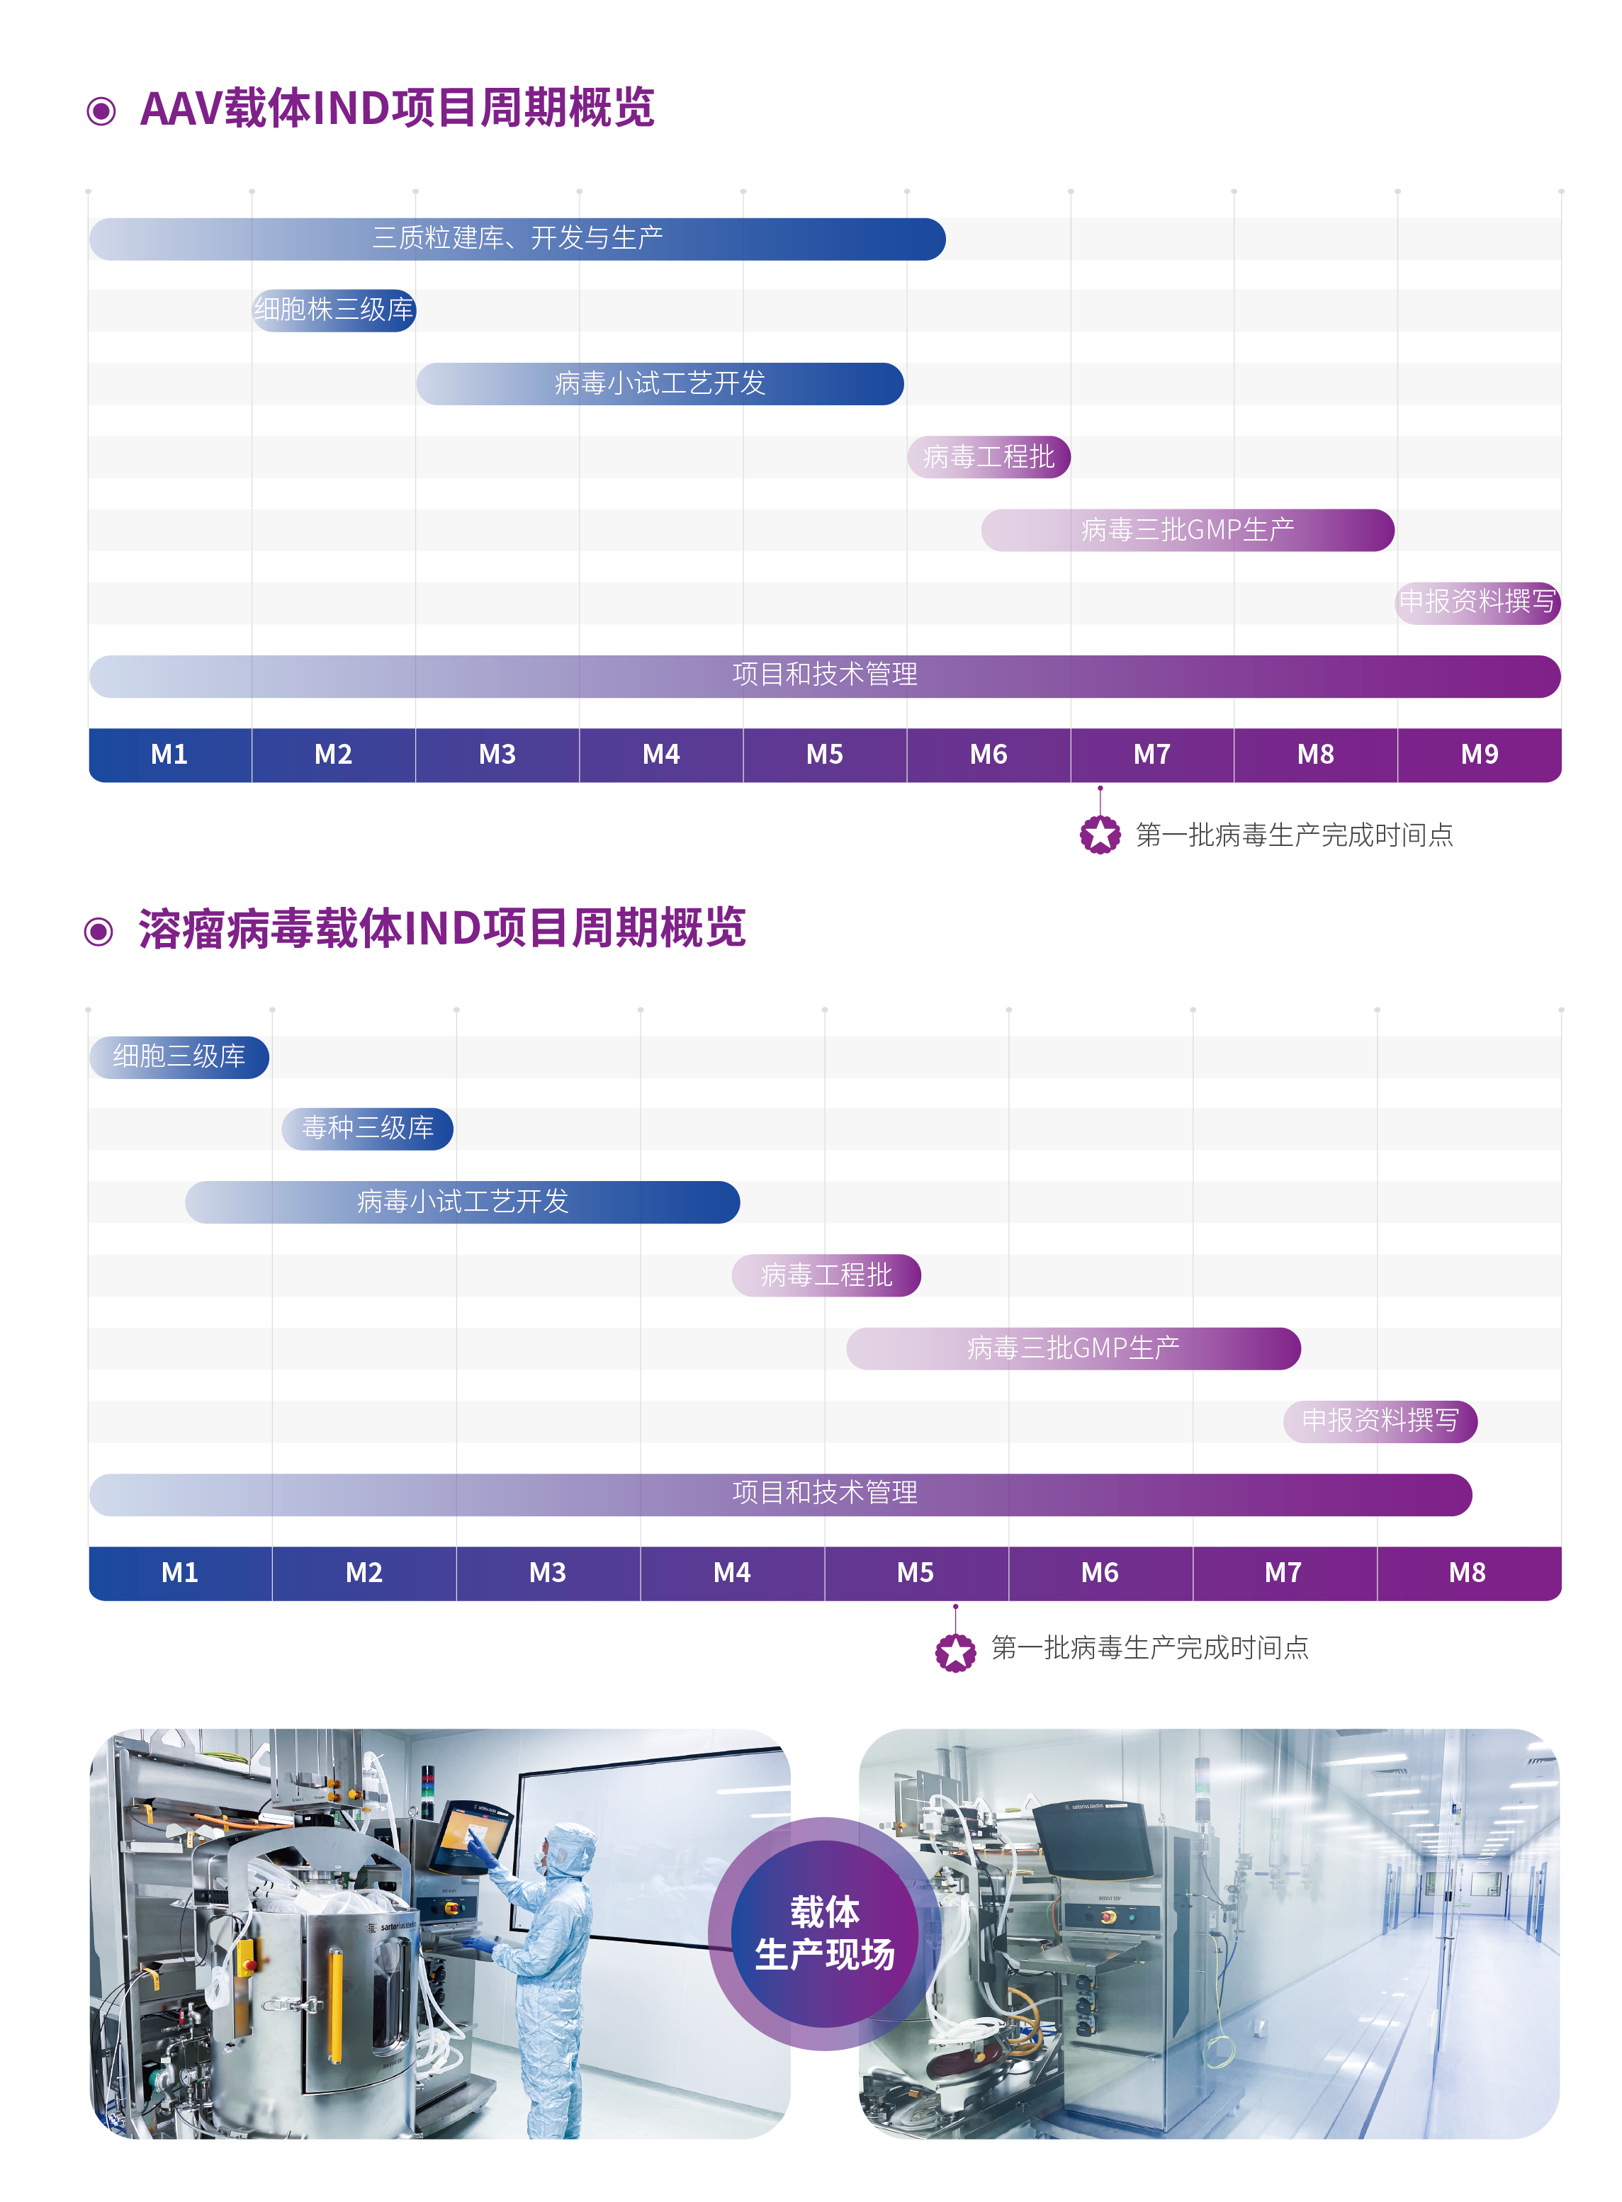 AAV载体IND项目周期概览
三质粒建库、开发与生产
细胞株三级库
病毒小试工艺开发
病毒工程批
病毒三批GMP生产
申报资料撰写
项目和技术管理
M1 M2 M3 M4 M5 M6 M7 M8 M9
第一批病毒生产完成时间点
溶瘤病毒载体IND项目周期概览
细胞三级库
毒种三级库
病毒小试工艺开发
病毒工程批
病毒三批GMP生产
申报资料撰写
项目和技术管理
M1 M2 M3 M4 M5 M6 M7 M8
第一批病毒生产完成时间点
载体
生产现场